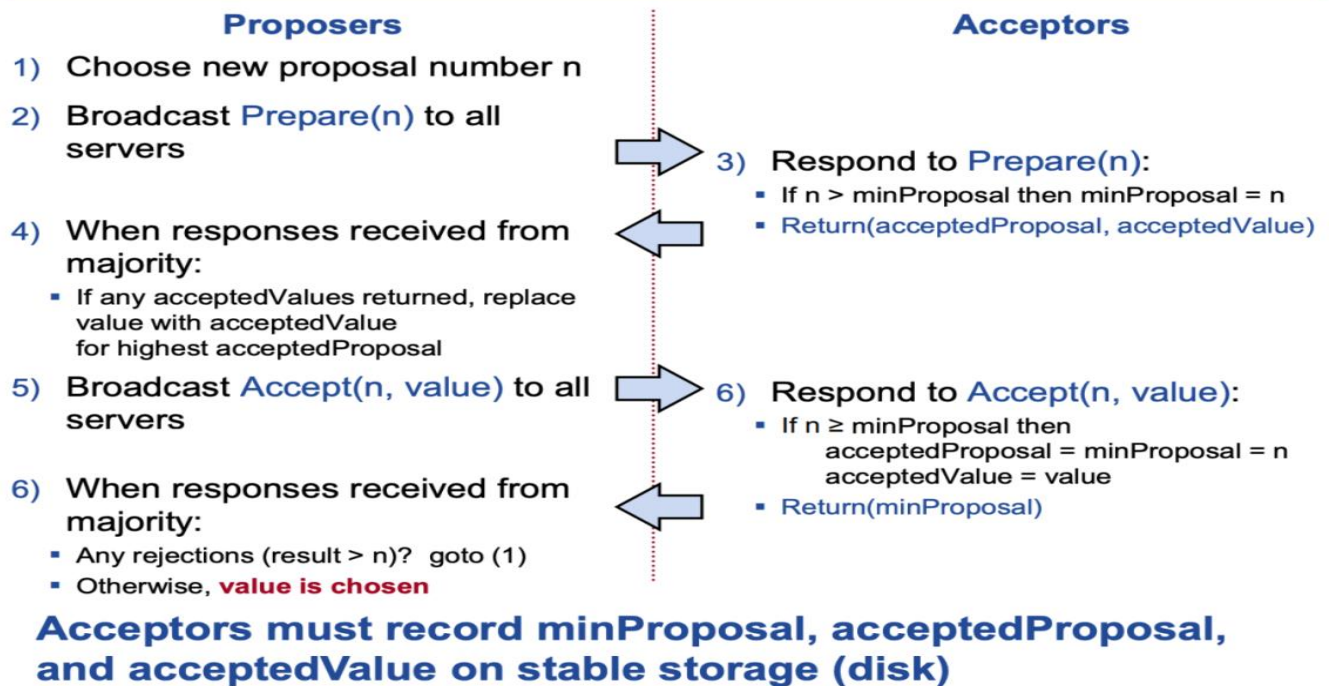 Proposers
Acceptors
1) Choose new proposal number n
2) Broadcast Prepare(n) to all
servers
3) Respond to Prepare(n):
▪ If n > minProposal then minProposal = n
▪ Return(acceptedProposal, acceptedValue)
4) When responses received from
majority:
▪ If any acceptedValues returned, replace
value with acceptedValue
for highest acceptedProposal
5) Broadcast Accept(n, value) to all
servers
6) Respond to Accept(n, value):
▪ If n ≥ minProposal then
acceptedProposal = minProposal = n
acceptedValue = value
▪ Return(minProposal)
6) When responses received from
majority:
▪ Any rejections (result > n)? goto (1)
▪ Otherwise, value is chosen
Acceptors must record minProposal, acceptedProposal,
and acceptedValue on stable storage (disk)